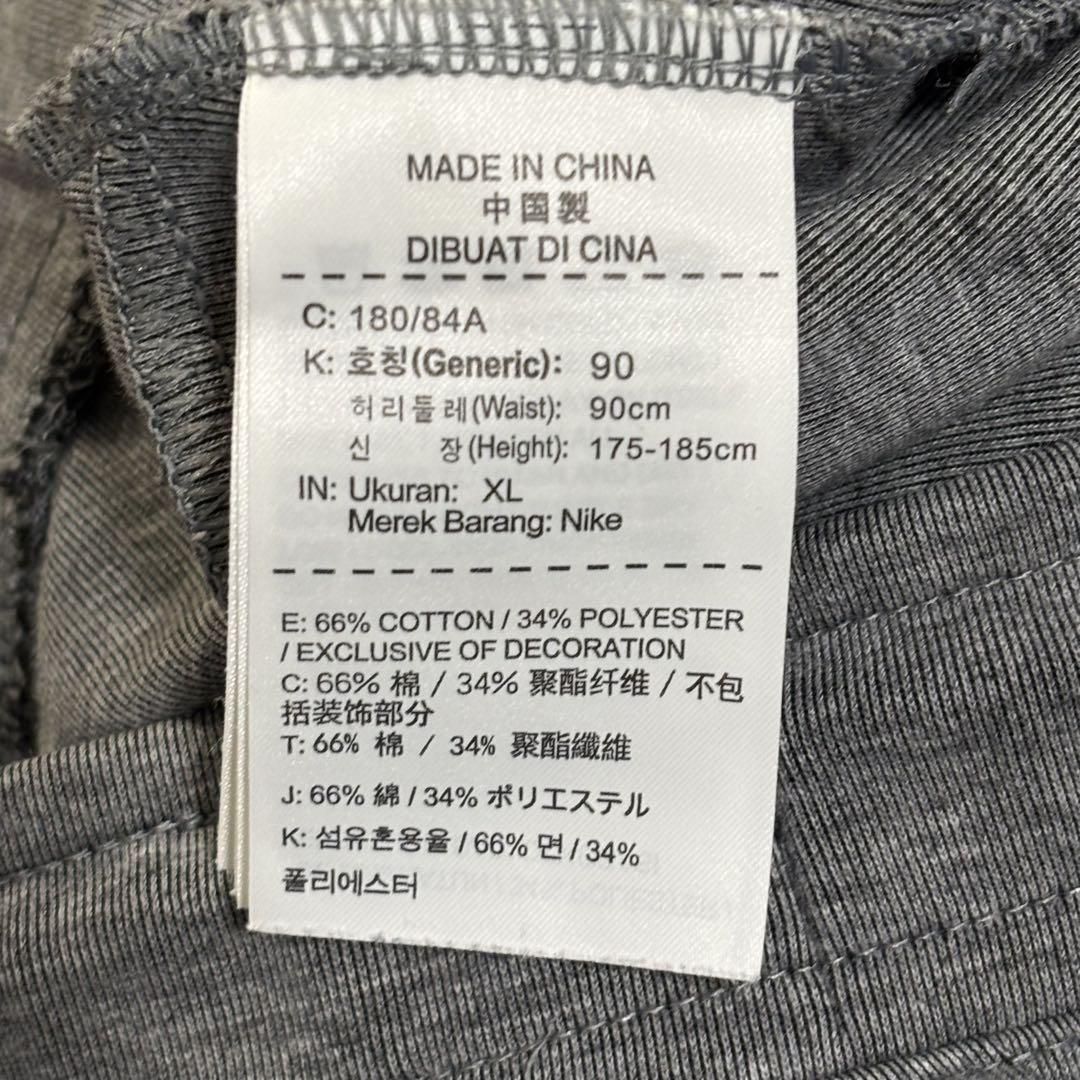 MADE IN CHINA
中国製
DIBUAT DI CINA
C: 180/84A
K: 호칭(Generic): 90
허리둘레(Waist): 90cm
신 장(Height): 175-185cm
IN: Ukuran: XL
Merek Barang: Nike
E: 66% COTTON / 34% POLYESTER
/ EXCLUSIVE OF DECORATION
C: 66% 棉 / 34% 聚酯纤维 / 不包
括装饰部分
T: 66% 棉 / 34% 聚酯纖維
J: 66% 綿 / 34% ポリエステル
K: 섬유혼용율 / 66% 면 / 34%
폴리에스터